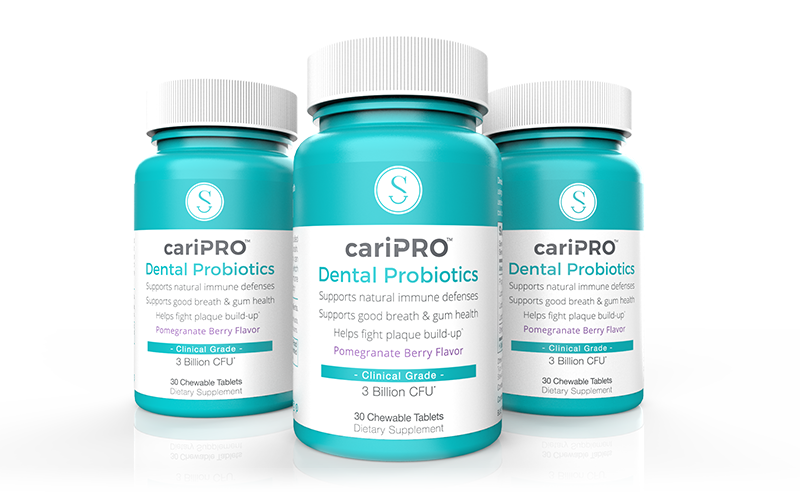 S
cariPRO™
Dental Probiotics
Supports natural immune defenses
Supports good breath & gum health
Helps fight plaque build-up*
Pomegranate Berry Flavor
- Clinical Grade -
3 Billion CFU*
30 Chewable Tablets
Dietary Supplement
S
cariPRO™
Dental Probiotics
Supports natural immune defenses
Supports good breath & gum health
Helps fight plaque build-up*
Pomegranate Berry Flavor
- Clinical Grade -
3 Billion CFU*
30 Chewable Tablets
Dietary Supplement
S
cariPRO™
Dental Probiotics
Supports natural immune defenses
Supports good breath & gum health
Helps fight plaque build-up*
Pomegranate Berry Flavor
- Clinical Grade -
3 Billion CFU*
30 Chewable Tablets
Dietary Supplement